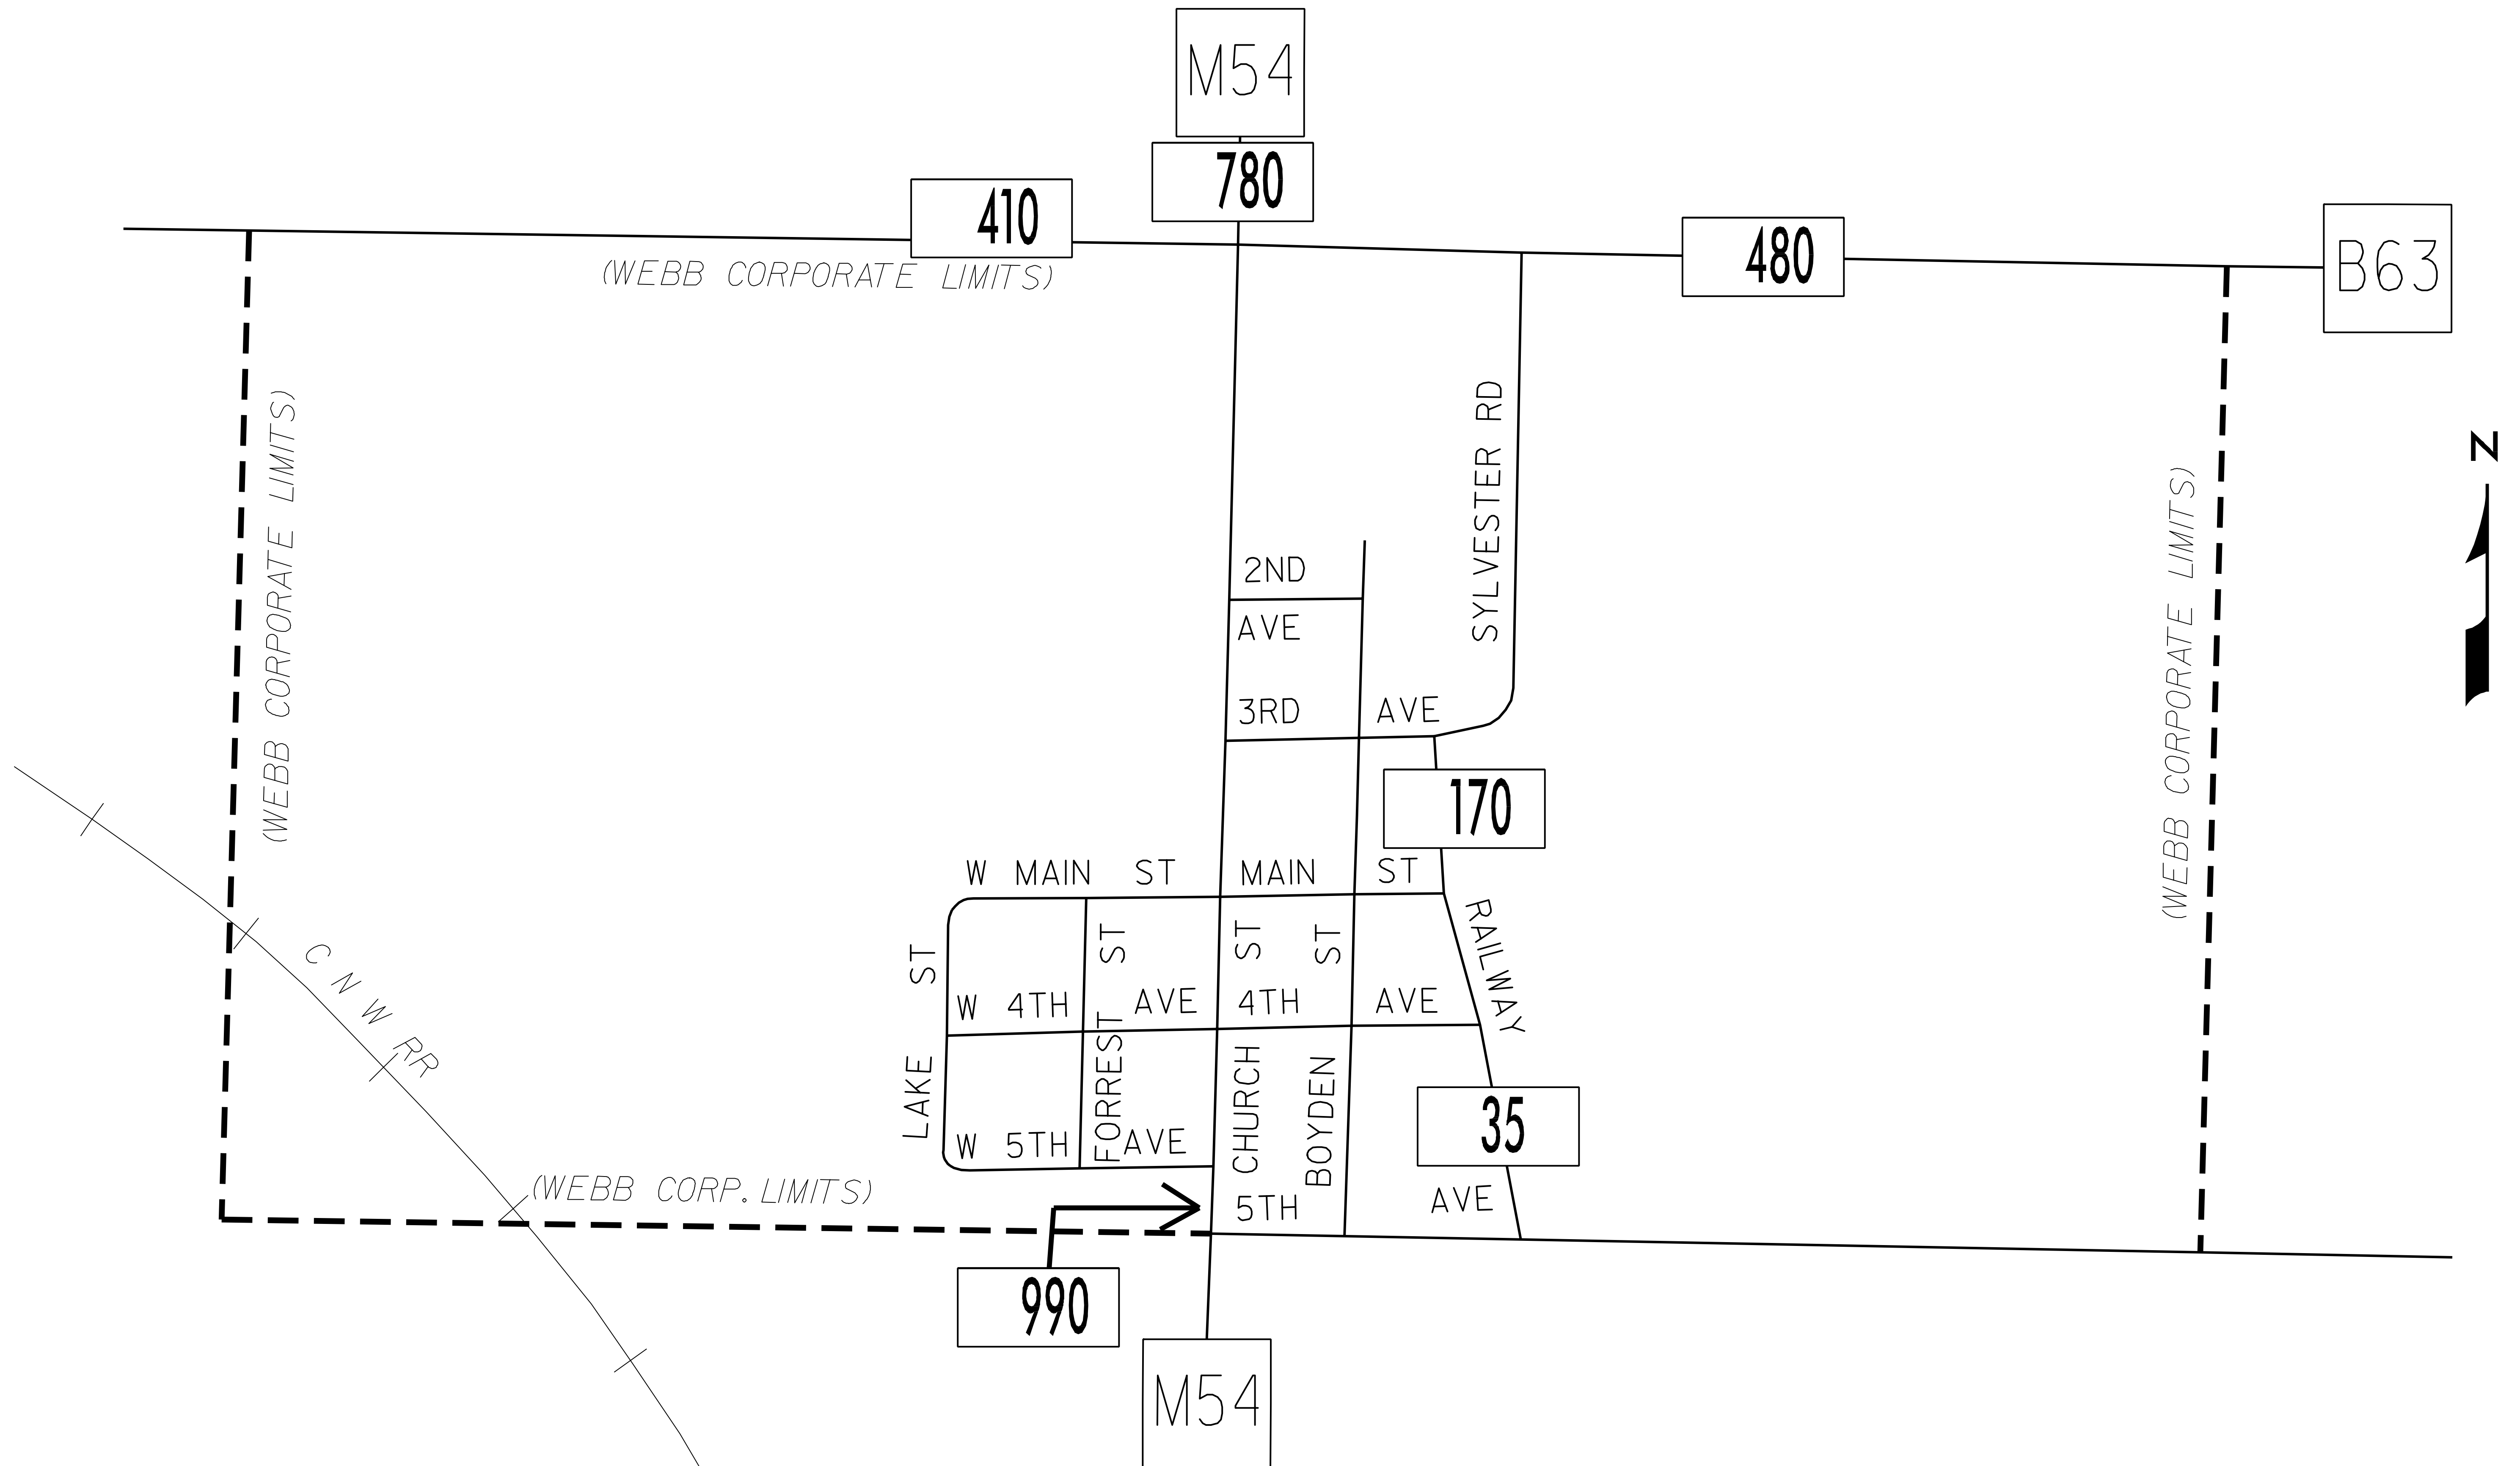 M54
780
410
480
B63
(WEBB CORPORATE LIMITS)
N
(WEBB CORPORATE LIMITS)
SYLVESTER RD
(WEBB CORPORATE LIMITS)
2ND
AVE
3RD AVE
170
W MAIN ST MAIN ST
RAILWAY
LAKE ST
FORREST ST
CHURCH ST
BOYDEN ST
C N W RR
W 4TH AVE 4TH AVE
35
W 5TH AVE
(WEBB CORP. LIMITS)
5TH AVE
990
M54